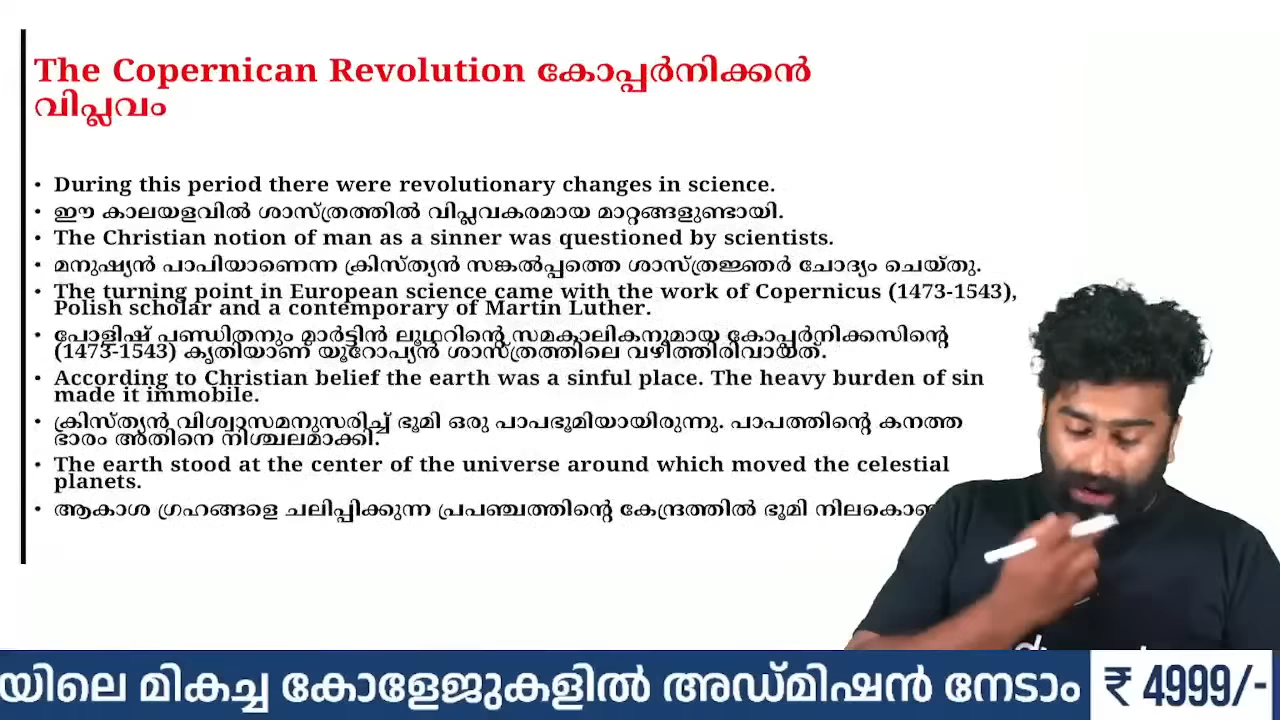 The Copernican Revolution കോപ്പർനിക്കൻ
വിപ്ലവം
• During this period there were revolutionary changes in science.
• ഈ കാലയളവിൽ ശാസ്ത്രത്തിൽ വിപ്ലവകരമായ മാറ്റങ്ങളുണ്ടായി.
• The Christian notion of man as a sinner was questioned by scientists.
• മനുഷ്യൻ പാപിയാണെന്ന ക്രിസ്ത്യൻ സങ്കൽപ്പത്തെ ശാസ്ത്രജ്ഞർ ചോദ്യം ചെയ്തു.
• The turning point in European science came with the work of Copernicus (1473-1543),
Polish scholar and a contemporary of Martin Luther.
• പോളിഷ് പണ്ഡിതനും മാർട്ടിൻ ലൂഥറിന്റെ സമകാലികനുമായ കോപ്പർനിക്കസിന്റെ
(1473-1543) കൃതിയാണ് യൂറോപ്യൻ ശാസ്ത്രത്തിലെ വഴിത്തിരിവായത്.
• According to Christian belief the earth was a sinful place. The heavy burden of sin
made it immobile.
• ക്രിസ്ത്യൻ വിശ്വാസമനുസരിച്ച് ഭൂമി ഒരു പാപഭൂമിയായിരുന്നു. പാപത്തിന്റെ കനത്ത
ഭാരം അതിനെ നിശ്ചലമാക്കി.
• The earth stood at the center of the universe around which moved the celestial
planets.
• ആകാശ ഗ്രഹങ്ങളെ ചലിപ്പിക്കുന്ന പ്രപഞ്ചത്തിന്റെ കേന്ദ്രത്തിൽ ഭൂമി
യിലെ മികച്ച കോളേജുകളിൽ അഡ്മിഷൻ നേടാം ₹ 4999/-